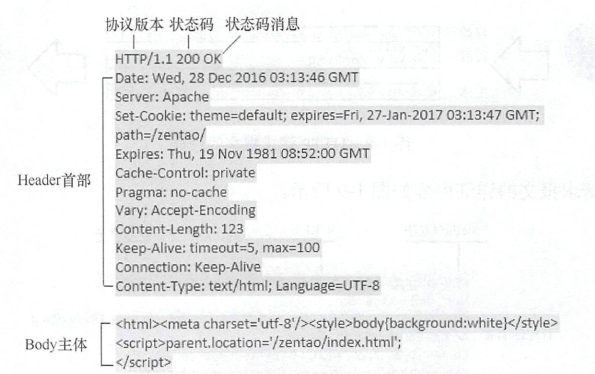 协议版本 状态码 状态码消息
HTTP/1.1 200 OK
Date: Wed, 28 Dec 2016 03:13:46 GMT
Server: Apache
Set-Cookie: theme=default; expires=Fri, 27-Jan-2017 03:13:47 GMT;
path=/zentao/
Expires: Thu, 19 Nov 1981 08:52:00 GMT
Cache-Control: private
Header首部
Pragma: no-cache
Vary: Accept-Encoding
Content-Length: 123
Keep-Alive: timeout=5, max=100
Connection: Keep-Alive
Content-Type: text/html; Language=UTF-8
<html><meta charset='utf-8'/><style>body{background:white}</style>
Body主体
<script>parent.location='/zentao/index.html';
</script>